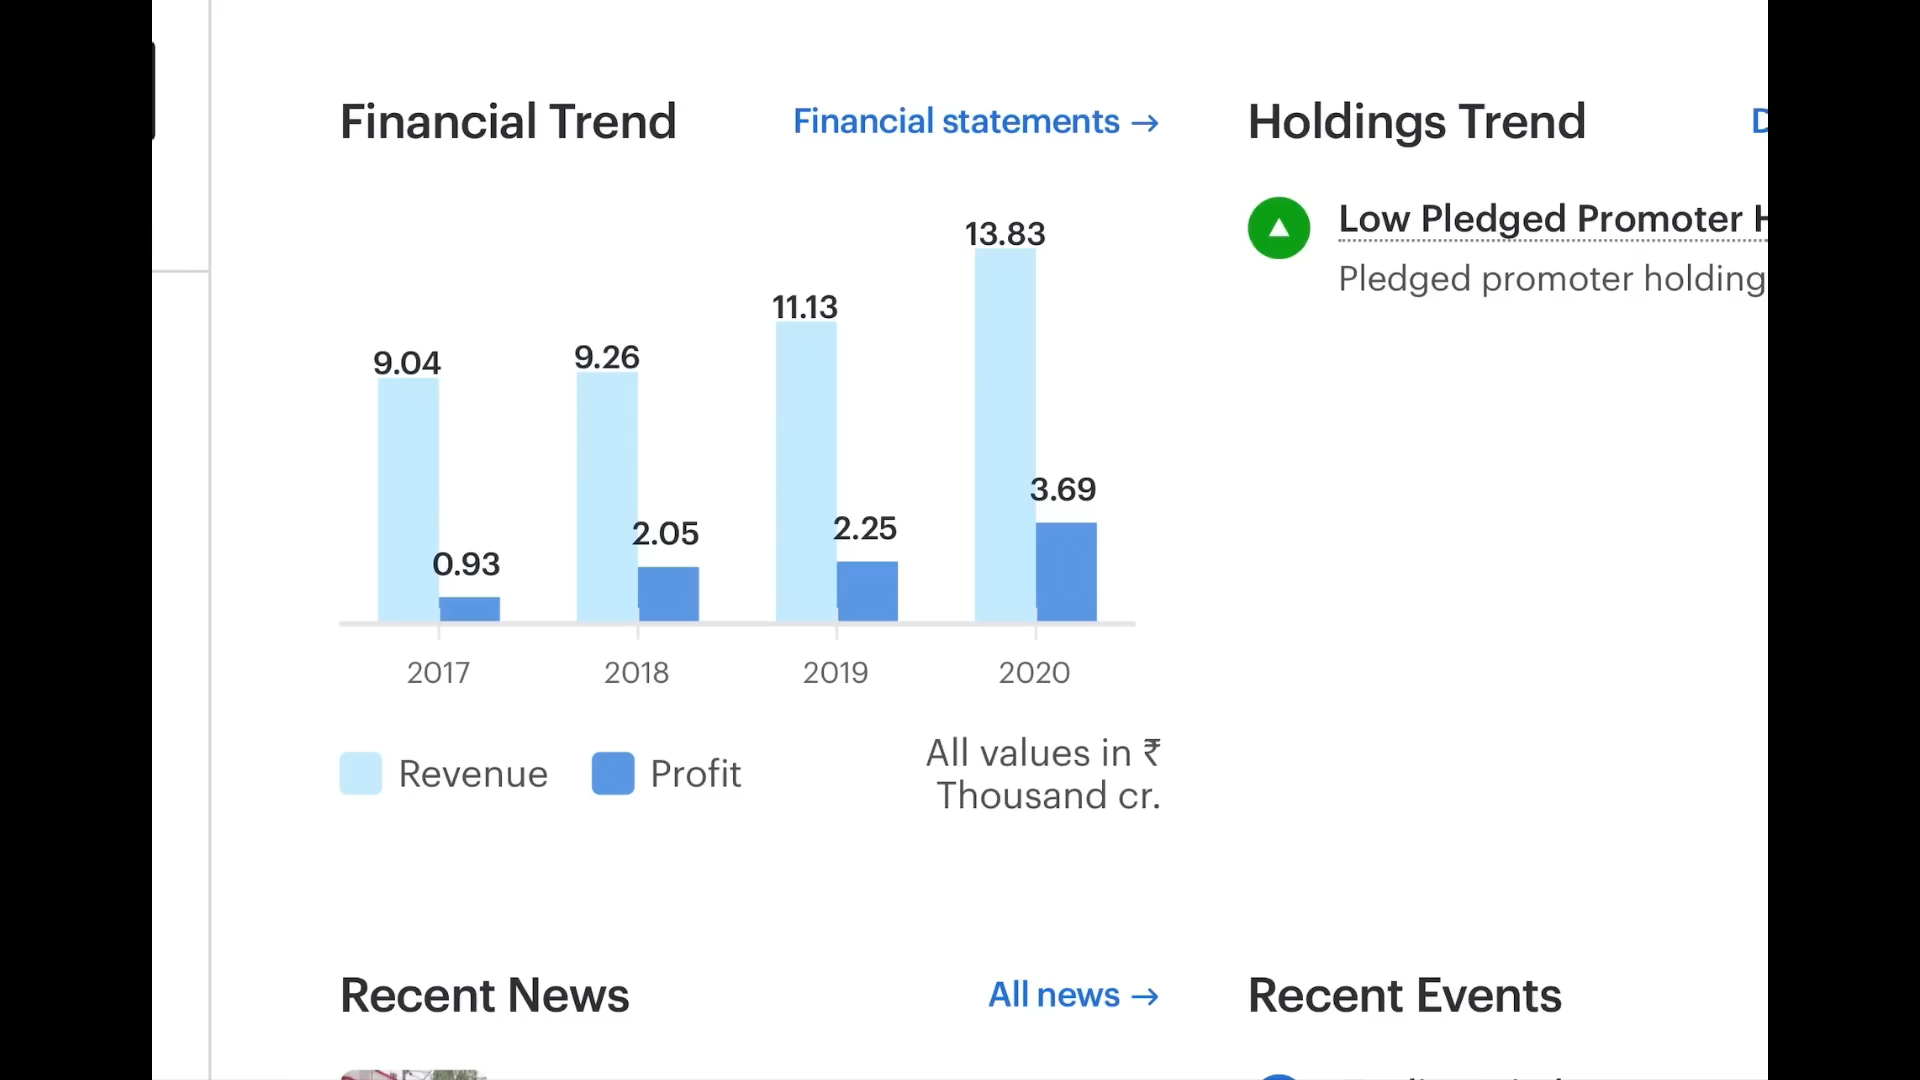 Financial Trend
Financial statements →
13.83
11.13
9.04
9.26
3.69
2.05
2.25
0.93
2017
2018
2019
2020
Revenue
Profit
All values in ₹
Thousand cr.
Holdings Trend
Low Pledged Promoter
Pledged promoter holding
Recent News
All news →
Recent Events